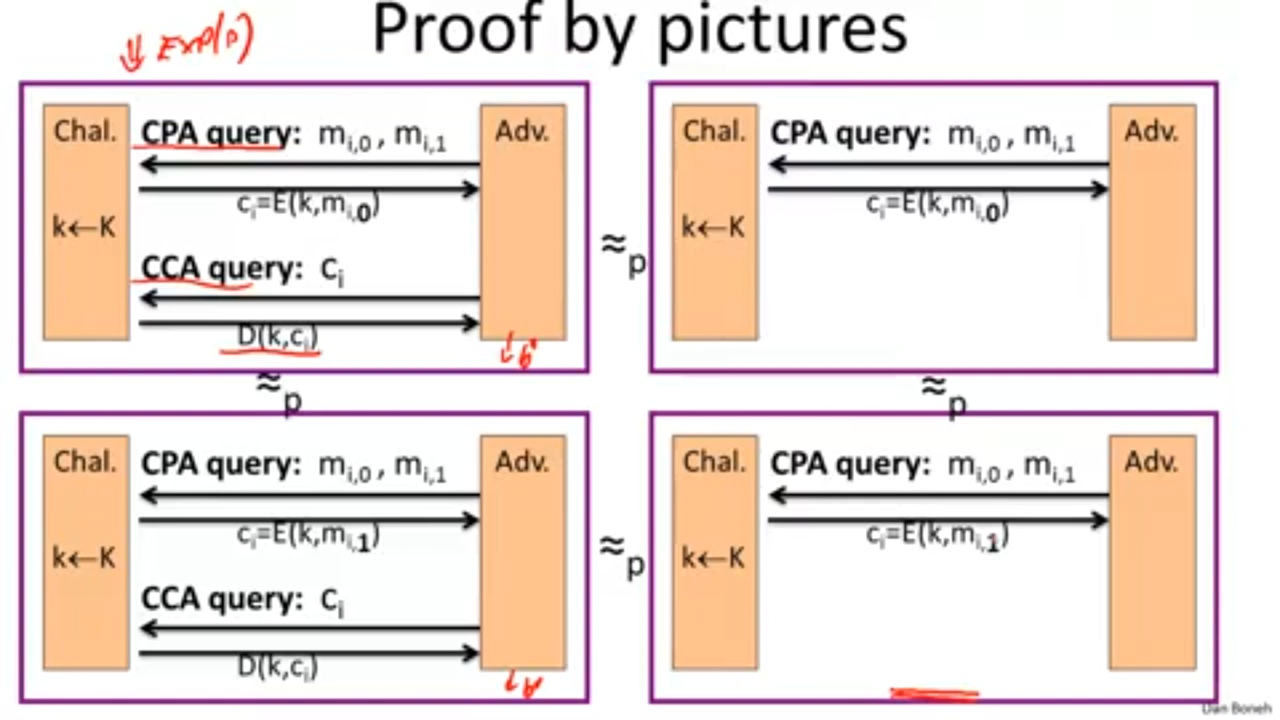 Proof by pictures
⇓ Exp(0)
Chal.
CPA query: mᵢ,₀ , mᵢ,₁
Adv.
cᵢ=E(k,mᵢ,₀)
k←K
CCA query: cᵢ
D(k,cᵢ)
b'
≈p
Chal.
CPA query: mᵢ,₀ , mᵢ,₁
Adv.
cᵢ=E(k,mᵢ,₀)
k←K
≈p
≈p
Chal.
CPA query: mᵢ,₀ , mᵢ,₁
Adv.
cᵢ=E(k,mᵢ,₁)
k←K
CCA query: cᵢ
D(k,cᵢ)
b'
≈p
Chal.
CPA query: mᵢ,₀ , mᵢ,₁
Adv.
cᵢ=E(k,mᵢ,₁)
k←K
Dan Boneh